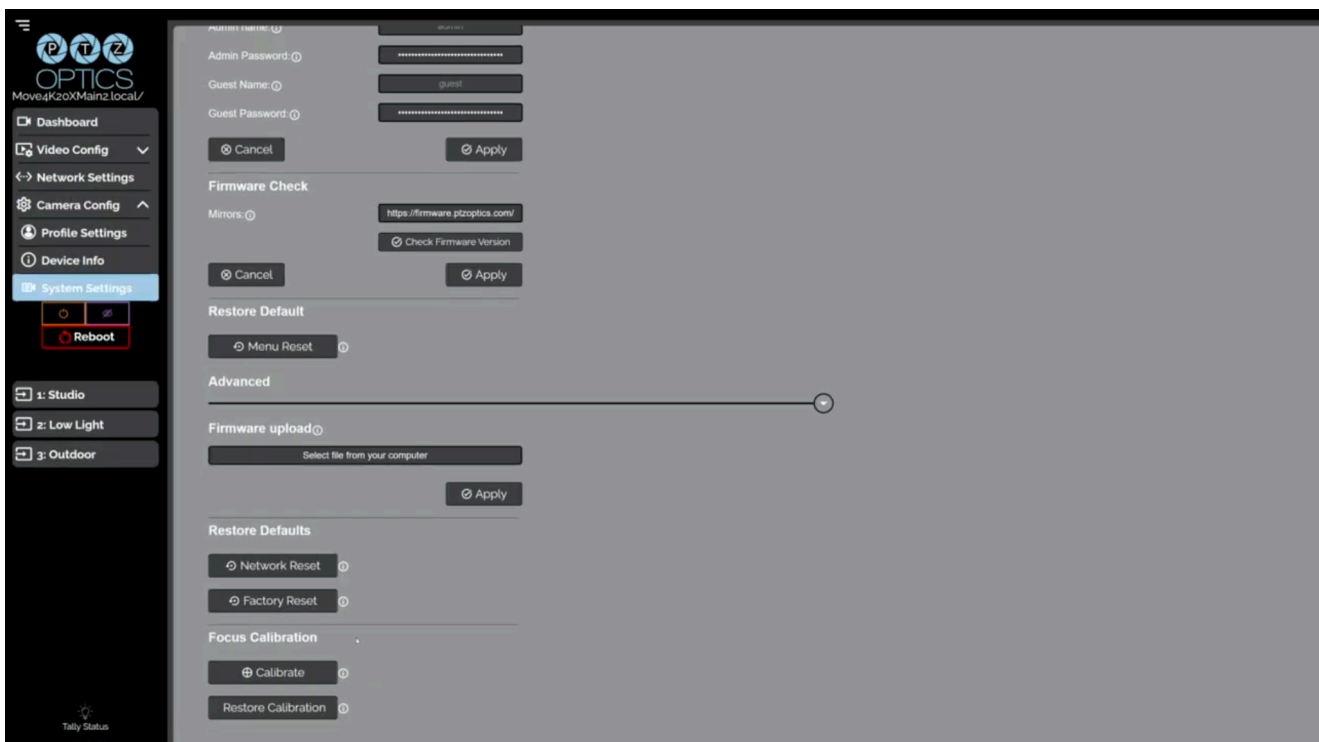 P T Z
OPTICS
Move4K20XMain2.local/
Dashboard
Video Config
Network Settings
Camera Config
Profile Settings
Device Info
System Settings
Reboot
1: Studio
2: Low Light
3: Outdoor
Tally Status
Admin name:
admin
Admin Password:
Guest Name:
guest
Guest Password:
Cancel
Apply
Firmware Check
Mirrors:
https://firmware.ptzoptics.com/
Check Firmware Version
Cancel
Apply
Restore Default
Menu Reset
Advanced
Firmware upload
Select file from your computer
Apply
Restore Defaults
Network Reset
Factory Reset
Focus Calibration
Calibrate
Restore Calibration